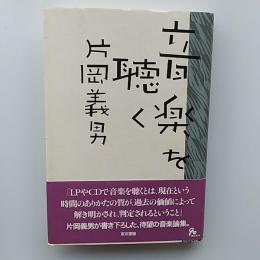 音楽を
聴く
片岡義男
「LPやCDで音楽を聴くとは、現在という
時間のありかたの質が、過去の価値によって
解き明かされ、判定されるということ」
片岡義男が書き下ろした、待望の音楽論集。
東京書籍